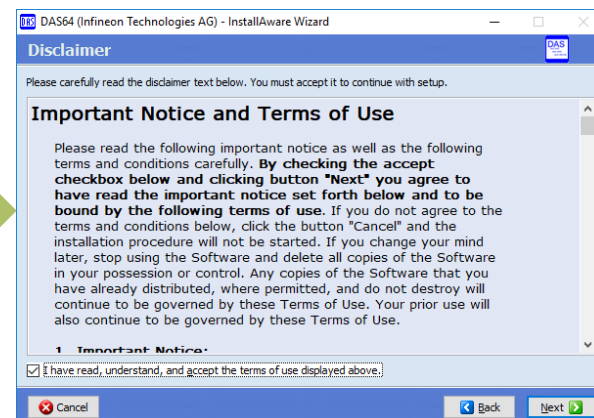 DAS DAS64 (Infineon Technologies AG) - InstallAware Wizard
Disclaimer
DAS
Please carefully read the disclaimer text below. You must accept it to continue with setup.
Important Notice and Terms of Use
Please read the following important notice as well as the following
terms and conditions carefully. By checking the accept
checkbox below and clicking button "Next" you agree to
have read the important notice set forth below and to be
bound by the following terms of use. If you do not agree to the
terms and conditions below, click the button "Cancel" and the
installation procedure will not be started. If you change your mind
later, stop using the Software and delete all copies of the Software
in your possession or control. Any copies of the Software that you
have already distributed, where permitted, and do not destroy will
continue to be governed by these Terms of Use. Your prior use will
also continue to be governed by these Terms of Use.
1. Important Notice:
I have read, understand, and accept the terms of use displayed above.
Cancel
Back
Next